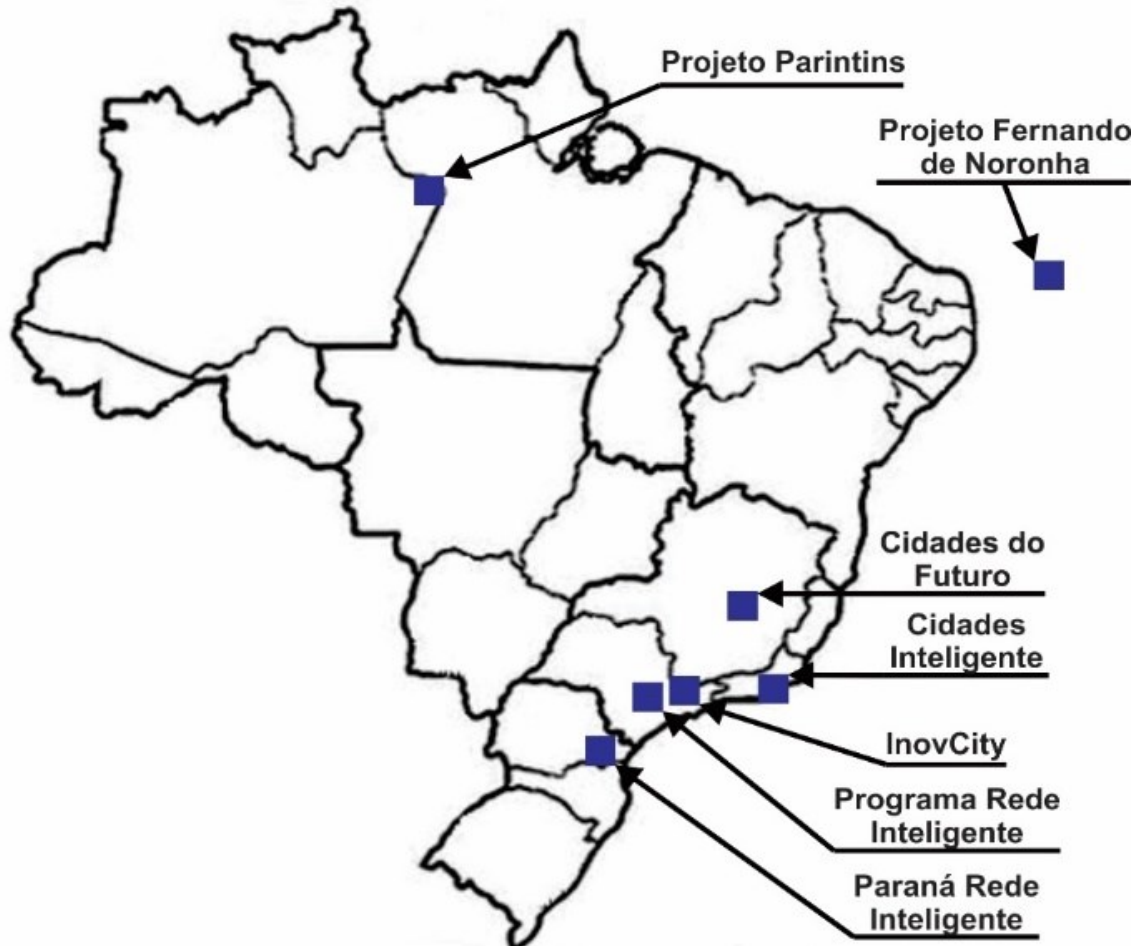 Projeto Parintins
Projeto Fernando
de Noronha
Cidades do
Futuro
Cidades
Inteligente
InovCity
Programa Rede
Inteligente
Paraná Rede
Inteligente